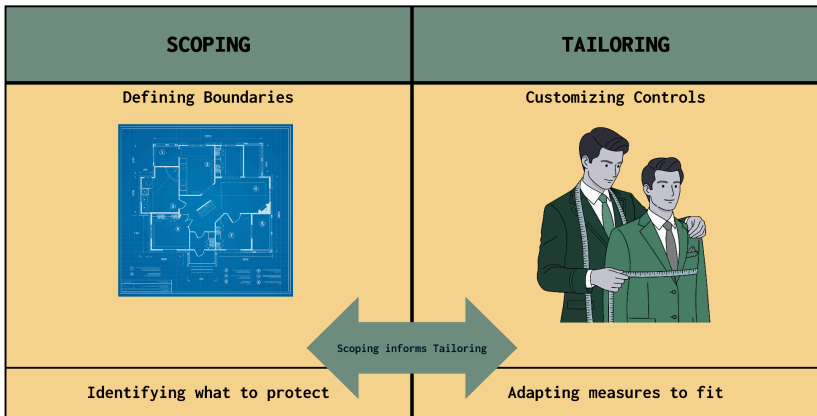 SCOPING
TAILORING
Defining Boundaries
Customizing Controls
Scoping informs Tailoring
Identifying what to protect
Adapting measures to fit